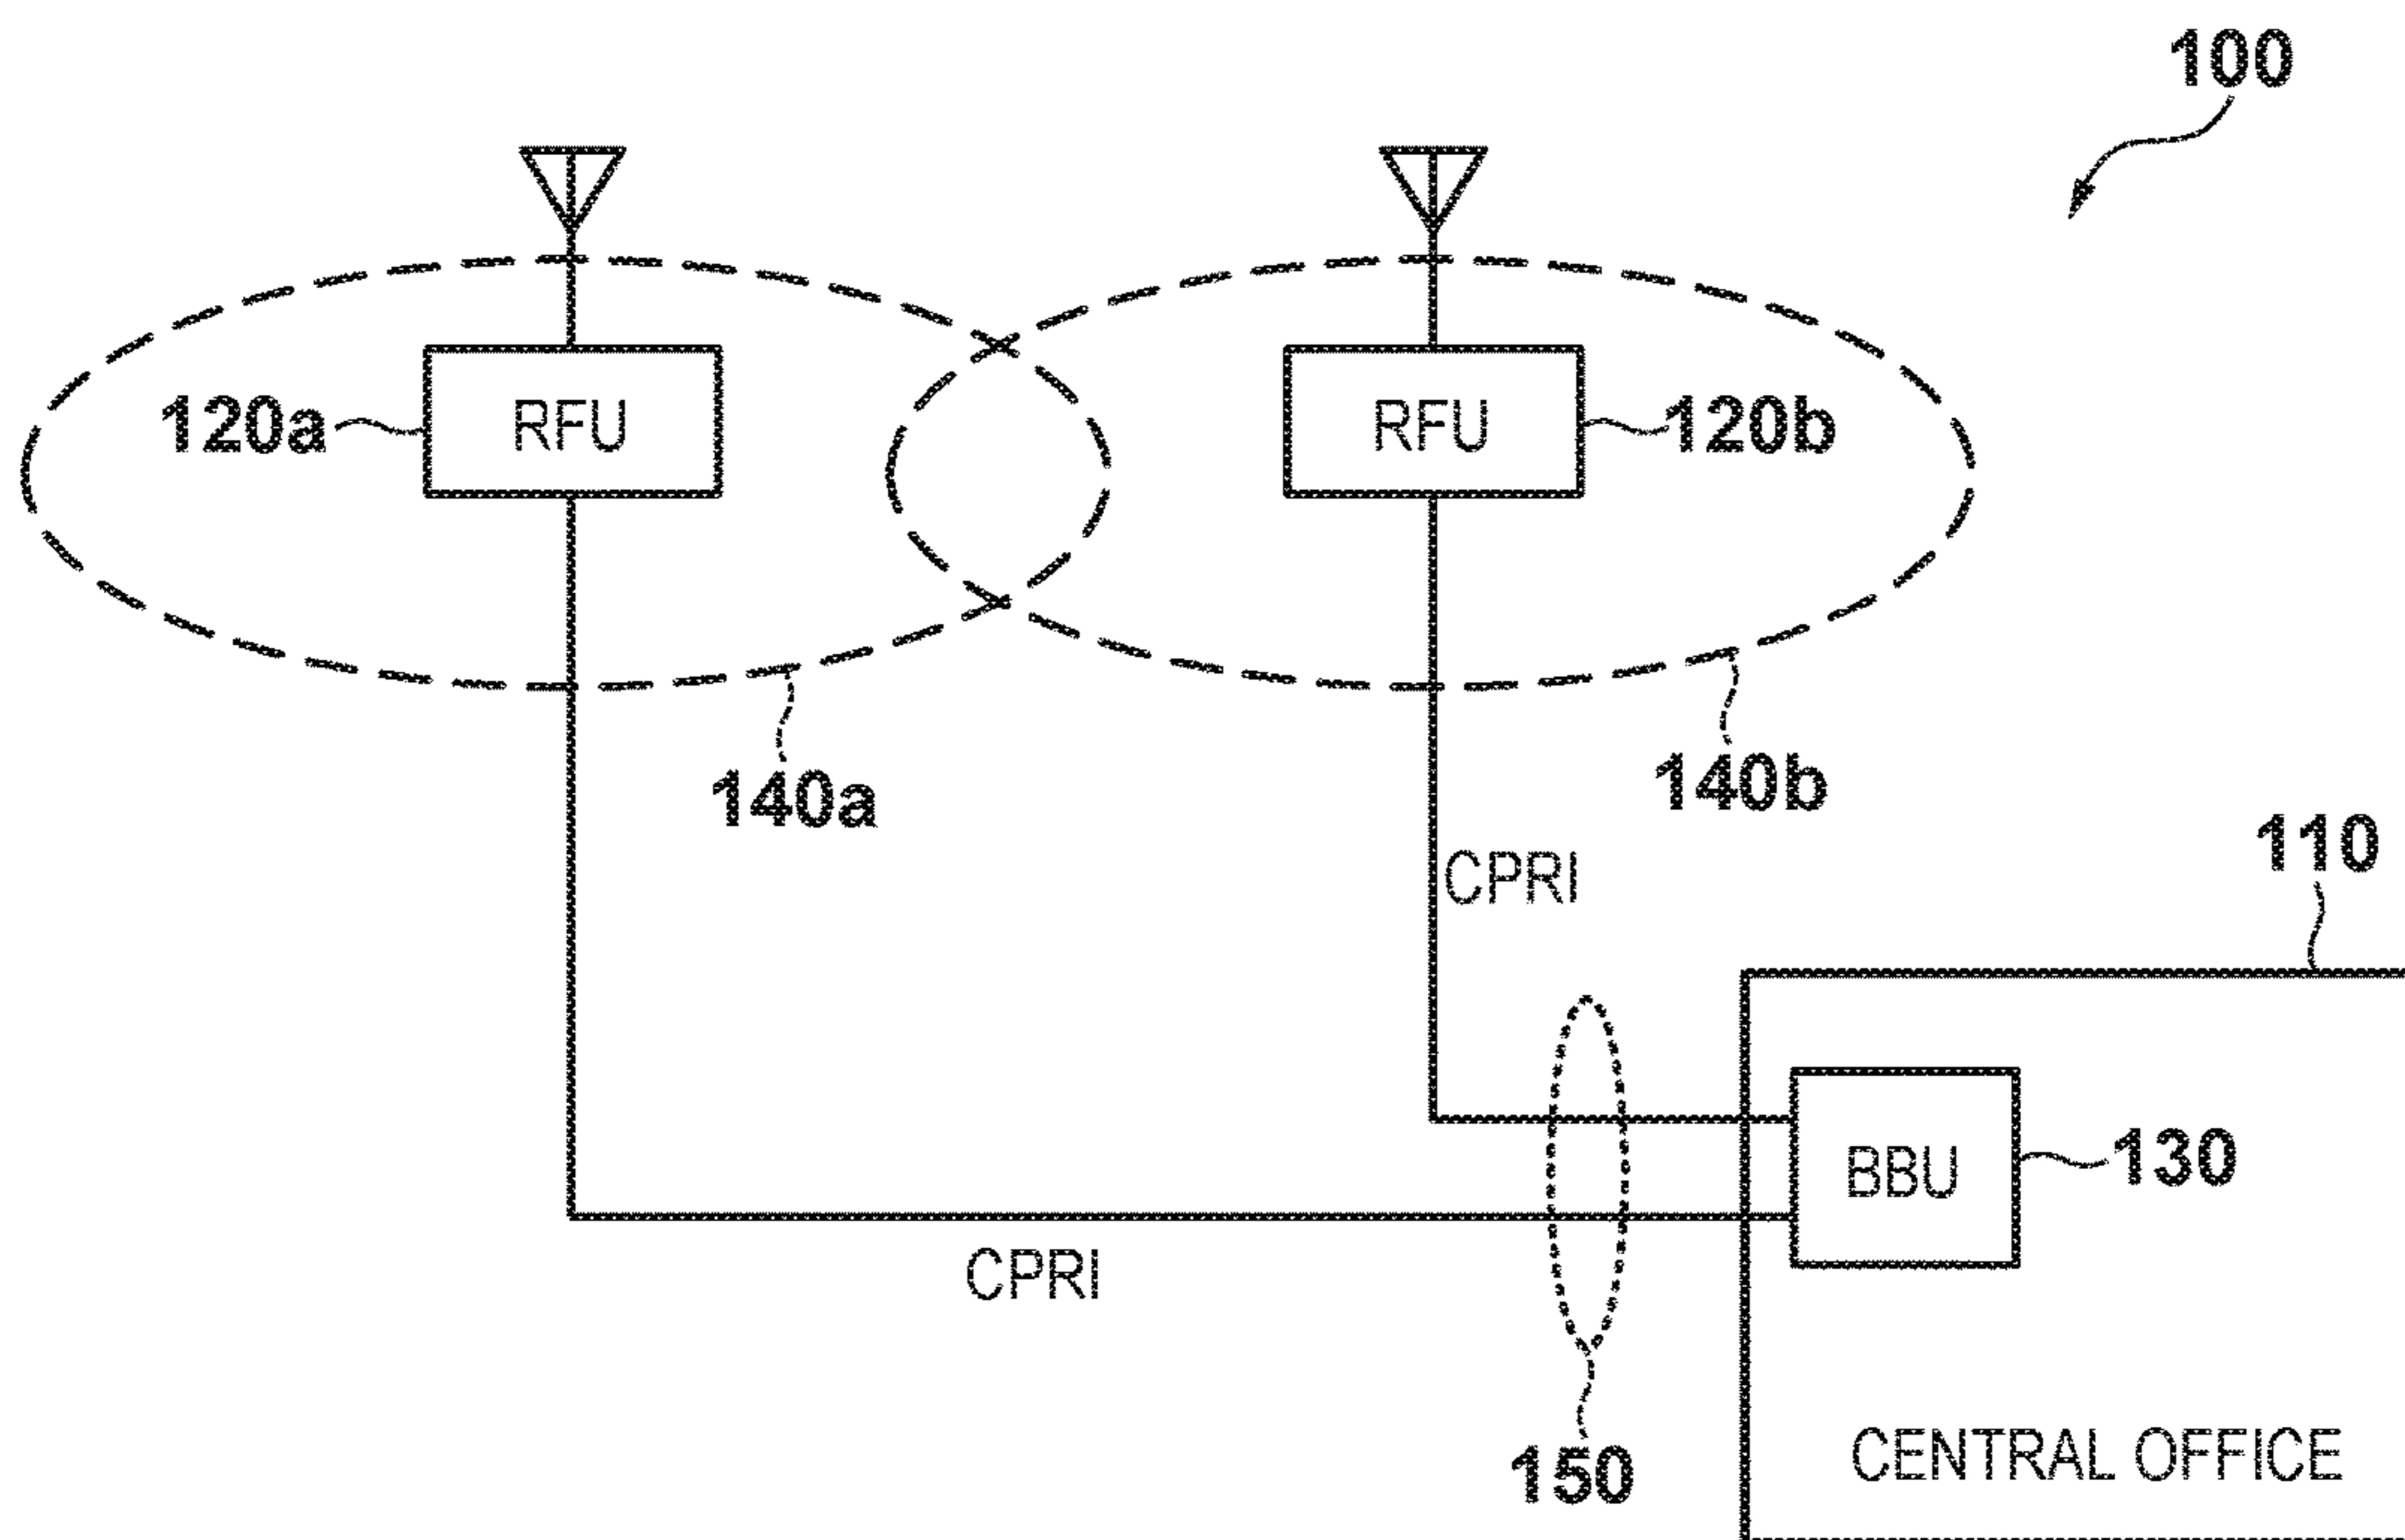 100
120a
RFU
RFU
120b
140a
140b
CPRI
110
BBU
130
CPRI
150
CENTRAL OFFICE